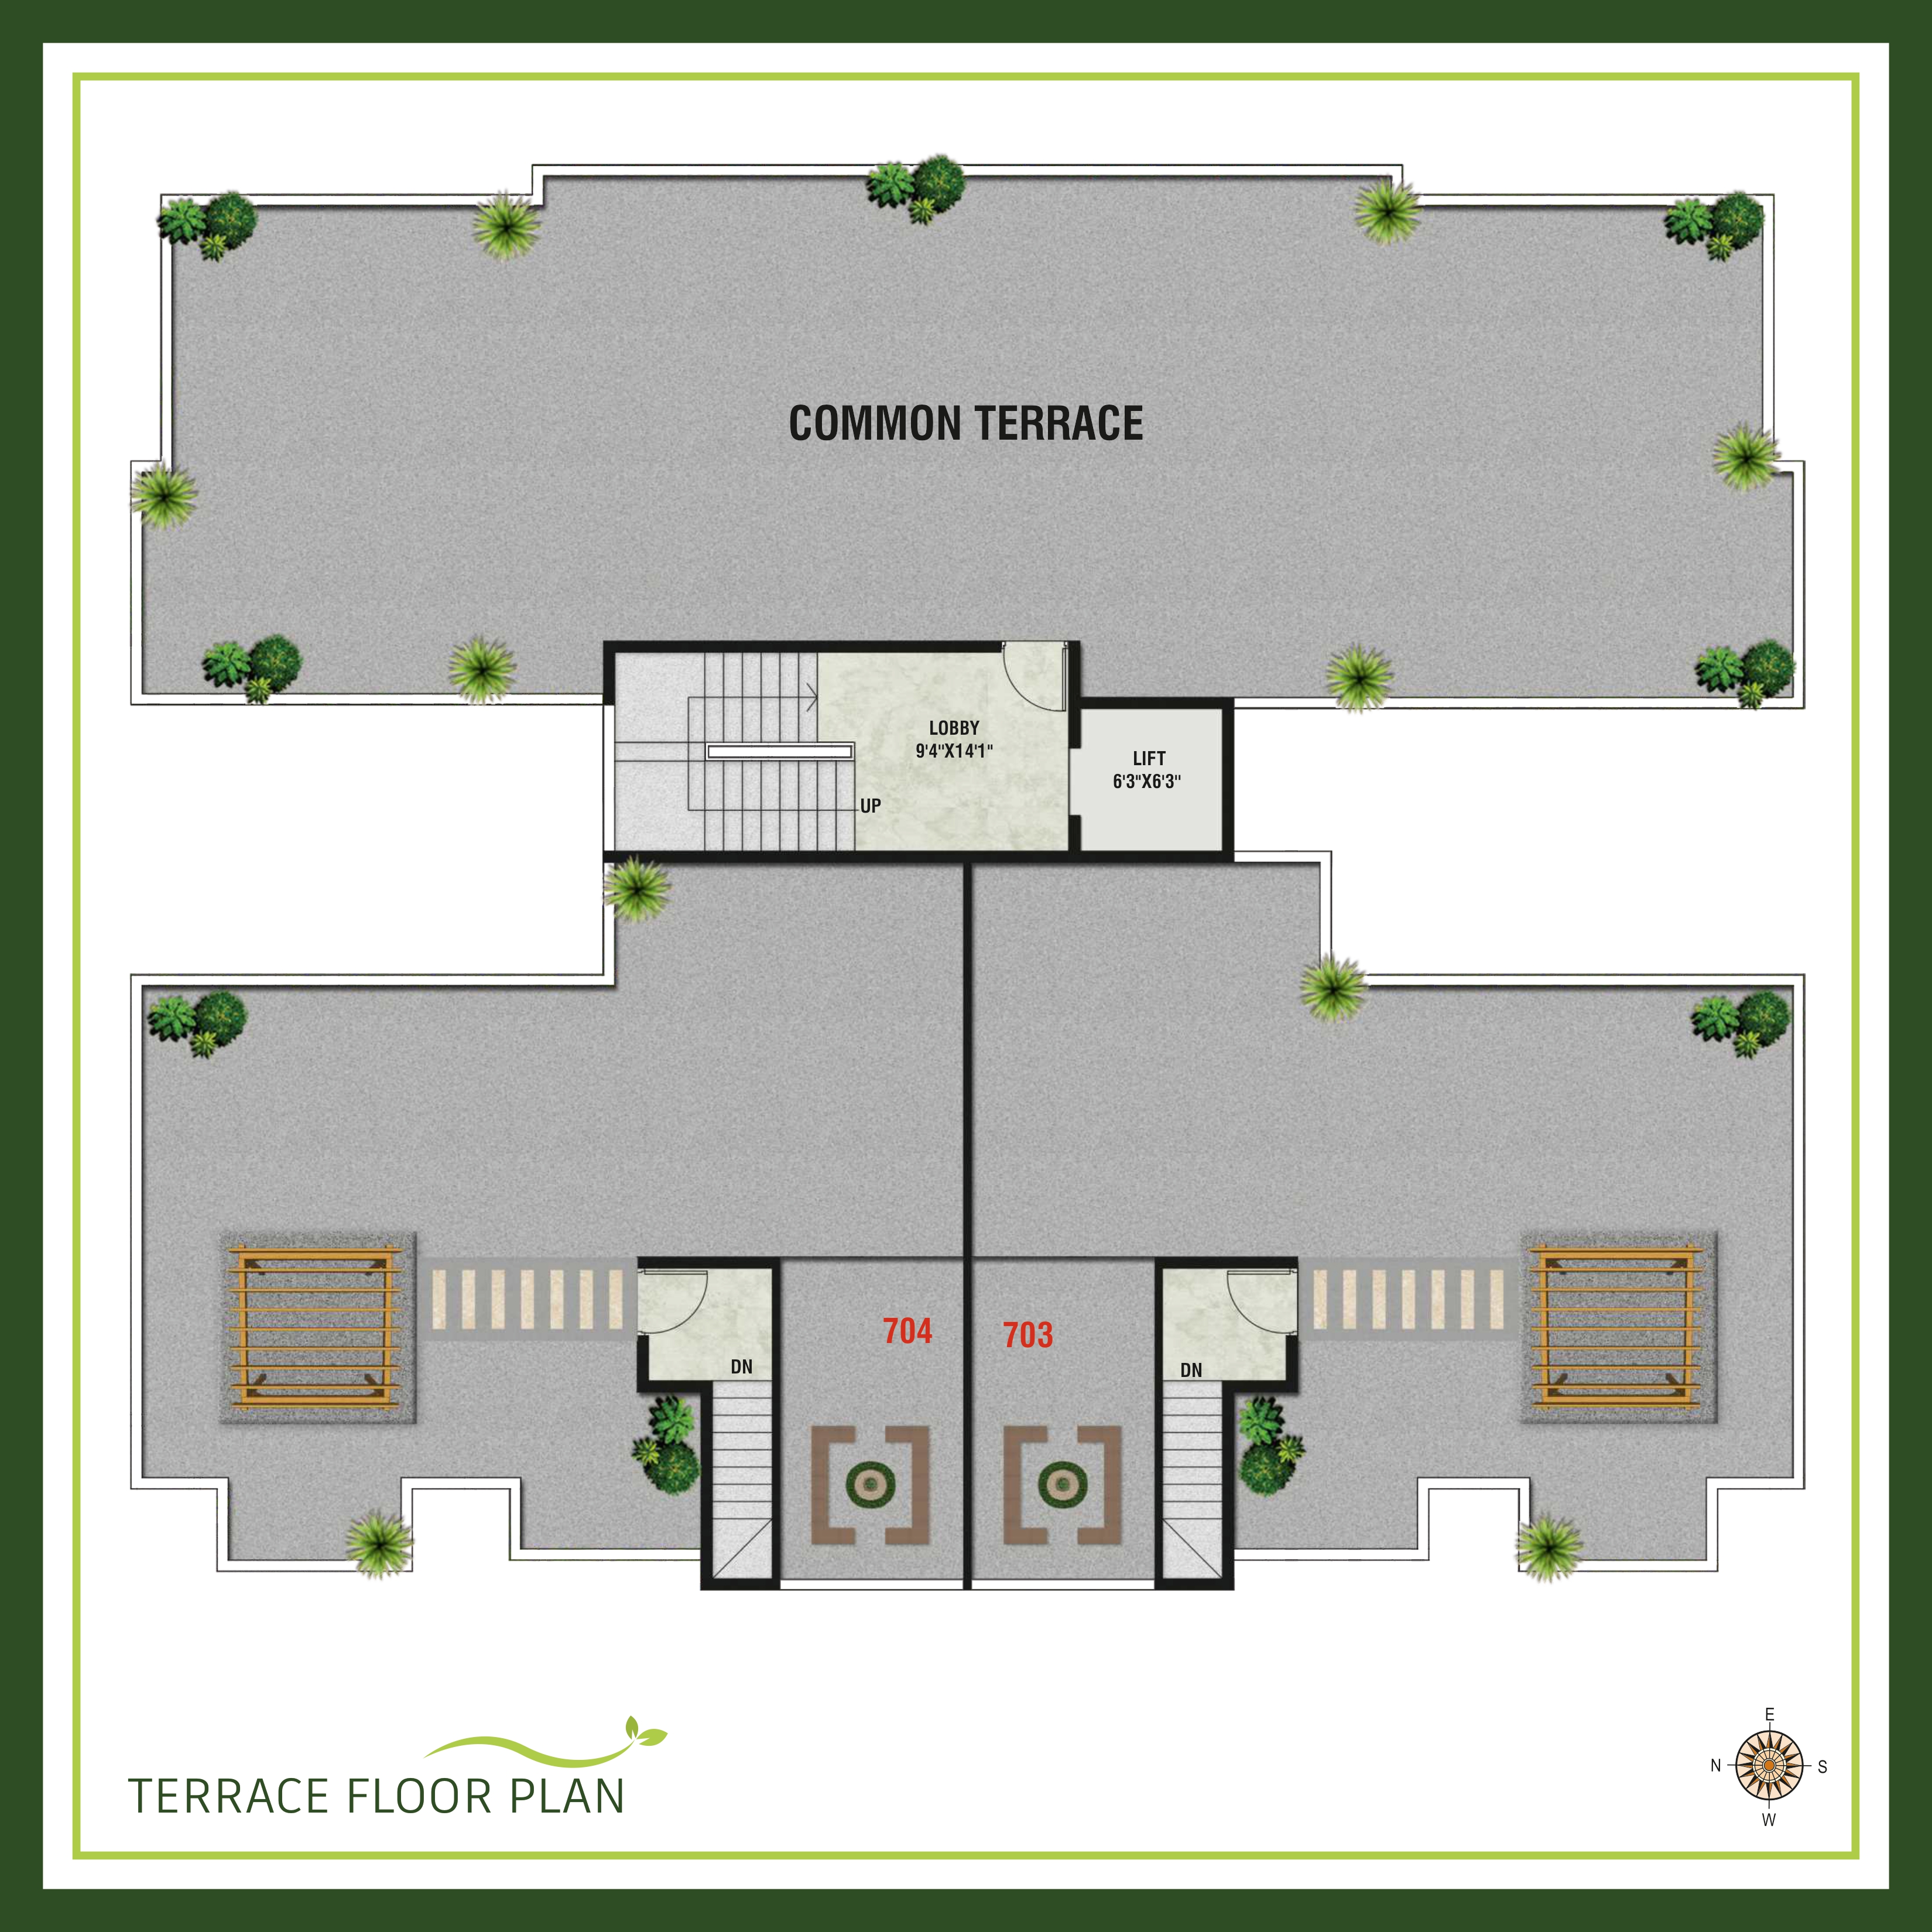 COMMON TERRACE
LOBBY
9'4"X14'1"
LIFT
6'3"X6'3"
UP
704
703
DN
DN
TERRACE FLOOR PLAN
E
N
S
W